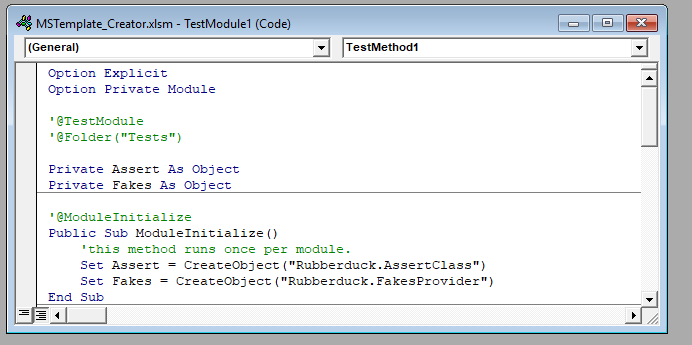 MSTemplate_Creator.xlsm - TestModule1 (Code)
(General) TestMethod1
Option Explicit
Option Private Module
'@TestModule
'@Folder("Tests")
Private Assert As Object
Private Fakes As Object
'@ModuleInitialize
Public Sub ModuleInitialize()
'this method runs once per module.
Set Assert = CreateObject("Rubberduck.AssertClass")
Set Fakes = CreateObject("Rubberduck.FakesProvider")
End Sub